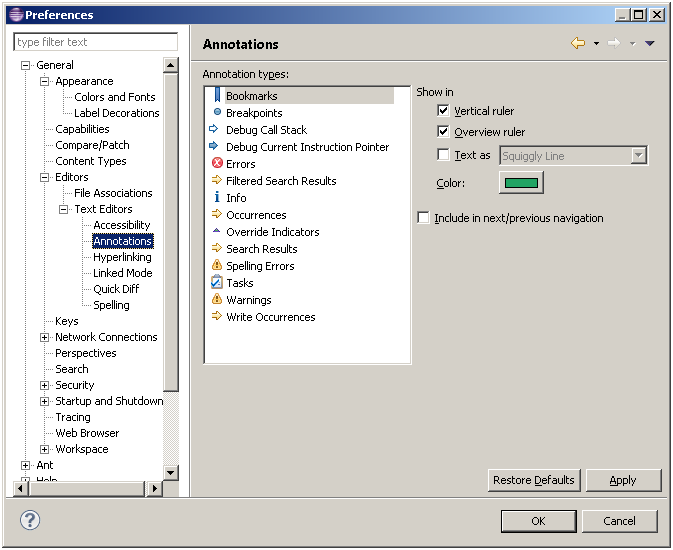 Preferences
type filter text
General
Appearance
Colors and Fonts
Label Decorations
Capabilities
Compare/Patch
Content Types
Editors
File Associations
Text Editors
Accessibility
Annotations
Hyperlinking
Linked Mode
Quick Diff
Spelling
Keys
Network Connections
Perspectives
Search
Security
Startup and Shutdown
Tracing
Web Browser
Workspace
Ant
Help
Annotations
Annotation types:
Bookmarks
Breakpoints
Debug Call Stack
Debug Current Instruction Pointer
Errors
Filtered Search Results
Info
Occurrences
Override Indicators
Search Results
Spelling Errors
Tasks
Warnings
Write Occurrences
Show in
Vertical ruler
Overview ruler
Text as Squiggly Line
Color:
Include in next/previous navigation
Restore Defaults Apply
OK Cancel